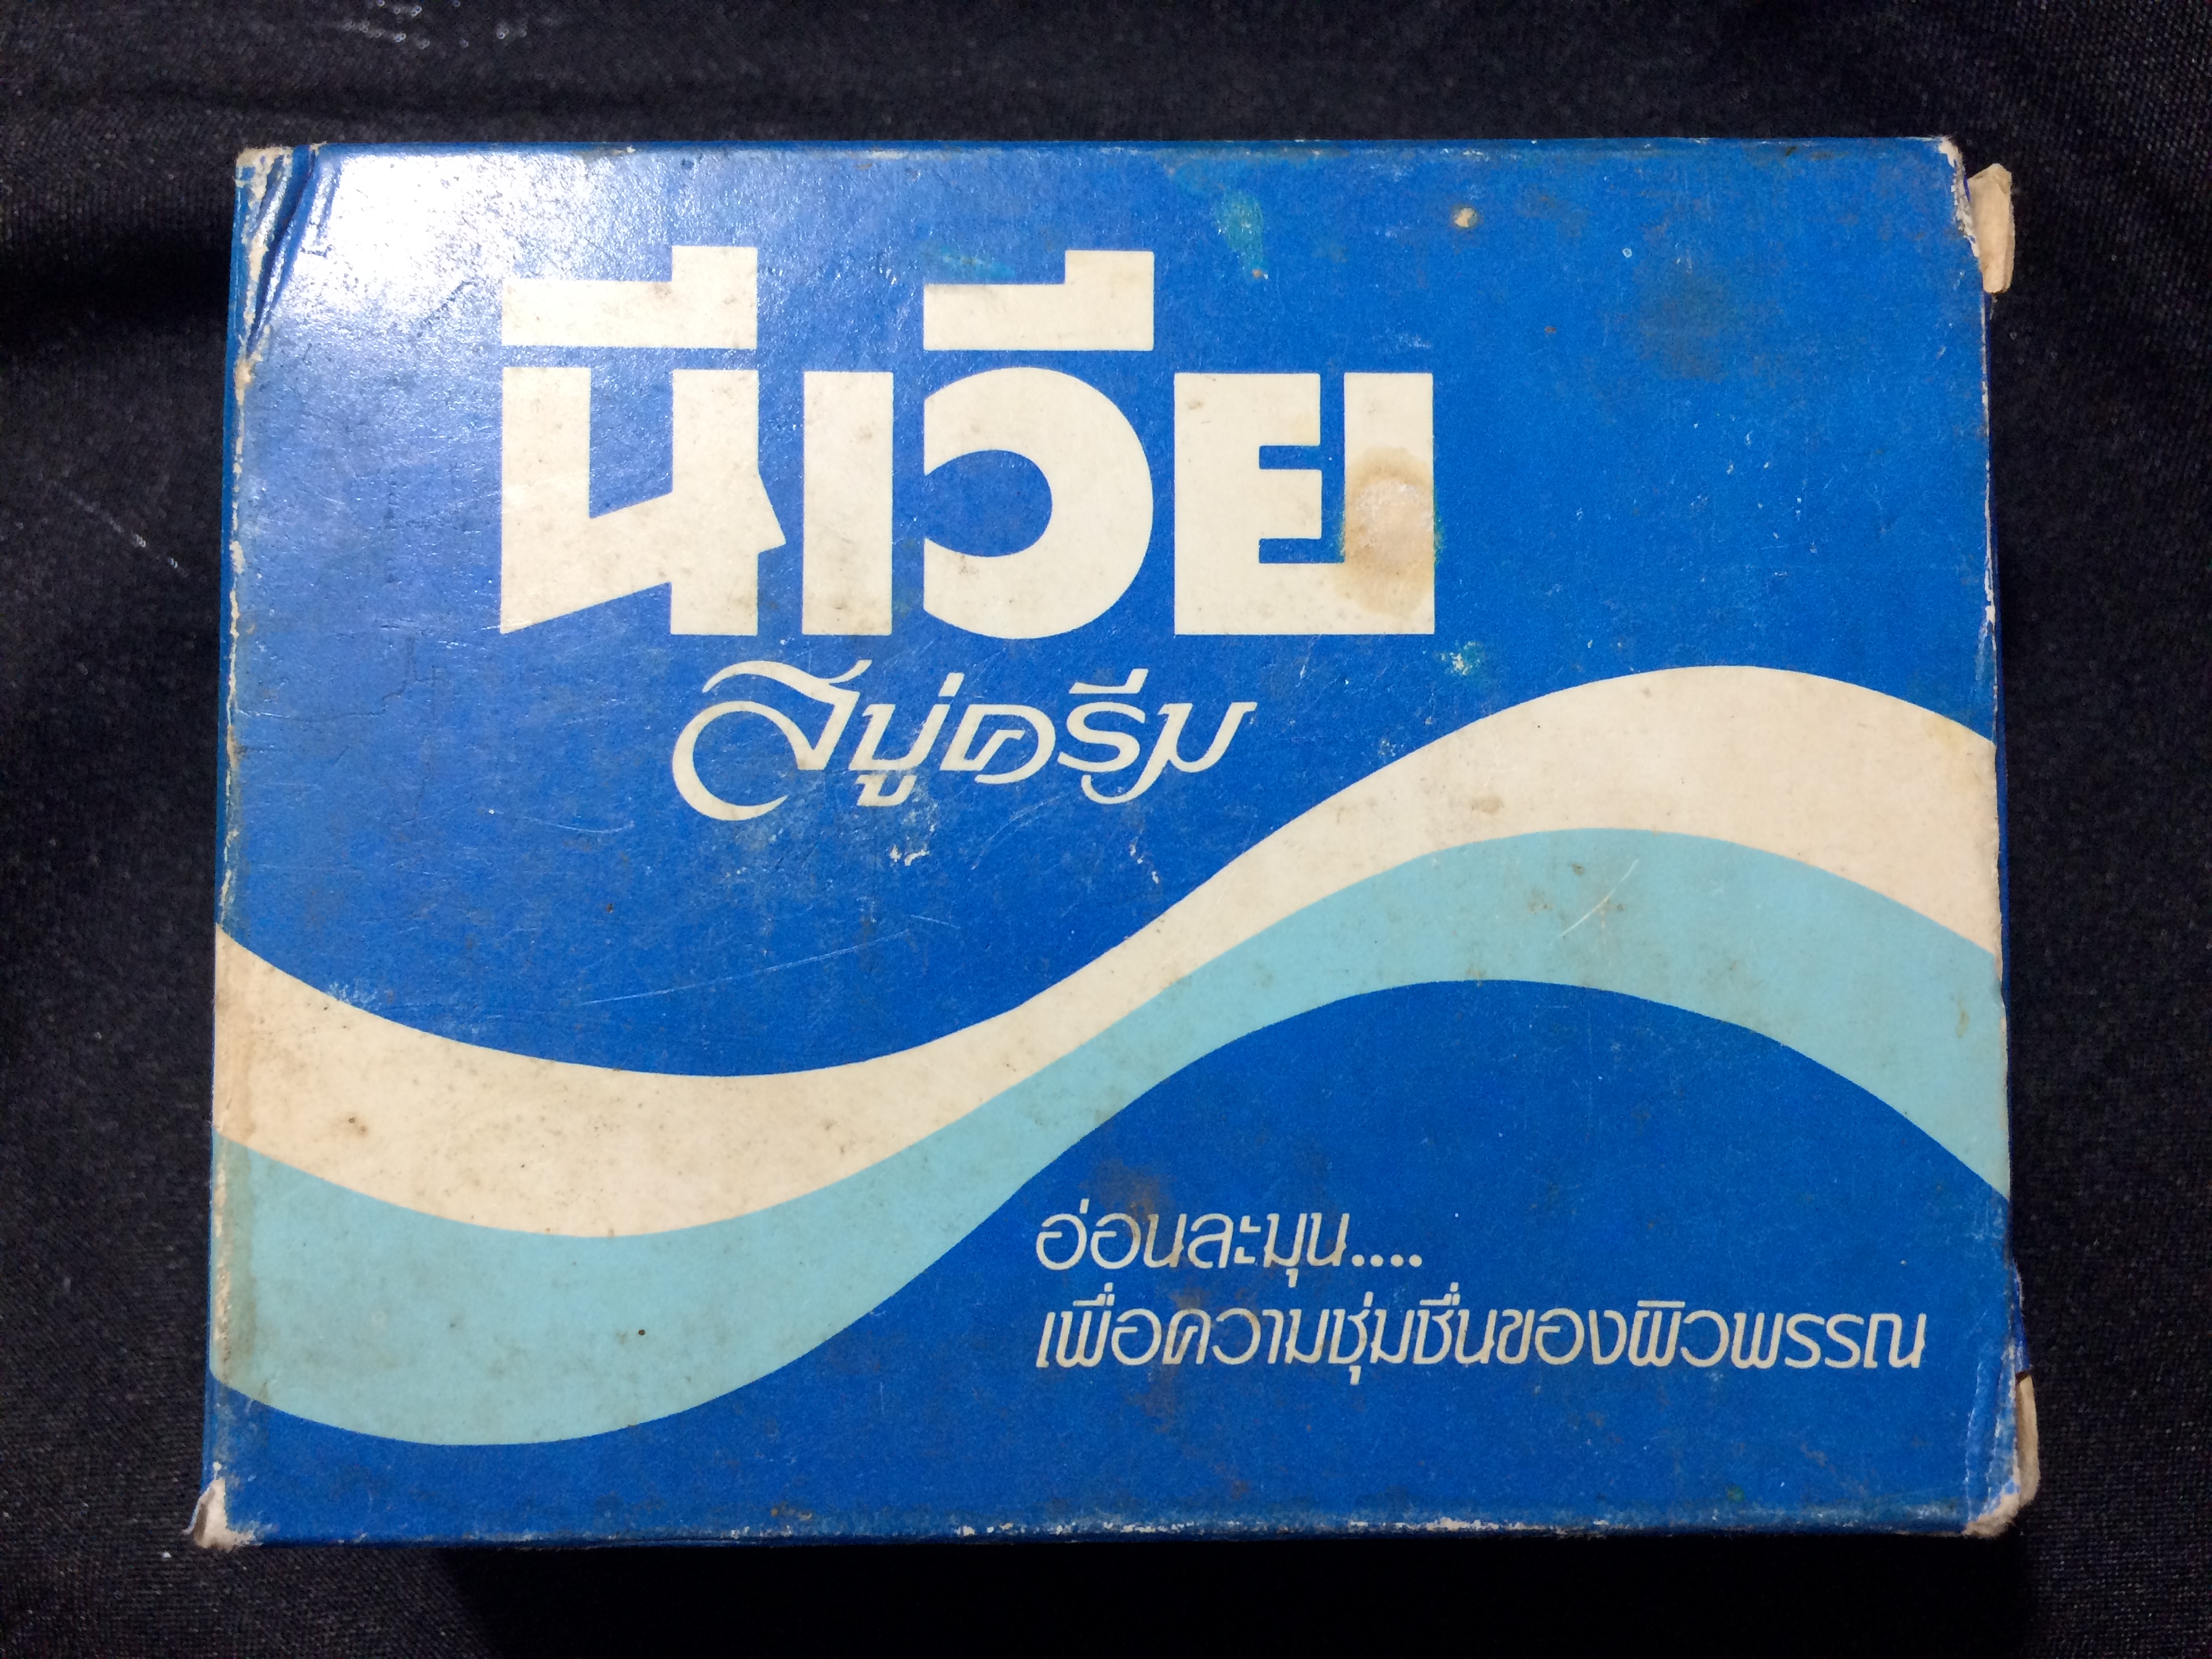 นีเวีย
สบู่ครีม
อ่อนละมุน....
เพื่อความชุ่มชื่นของผิวพรรณ